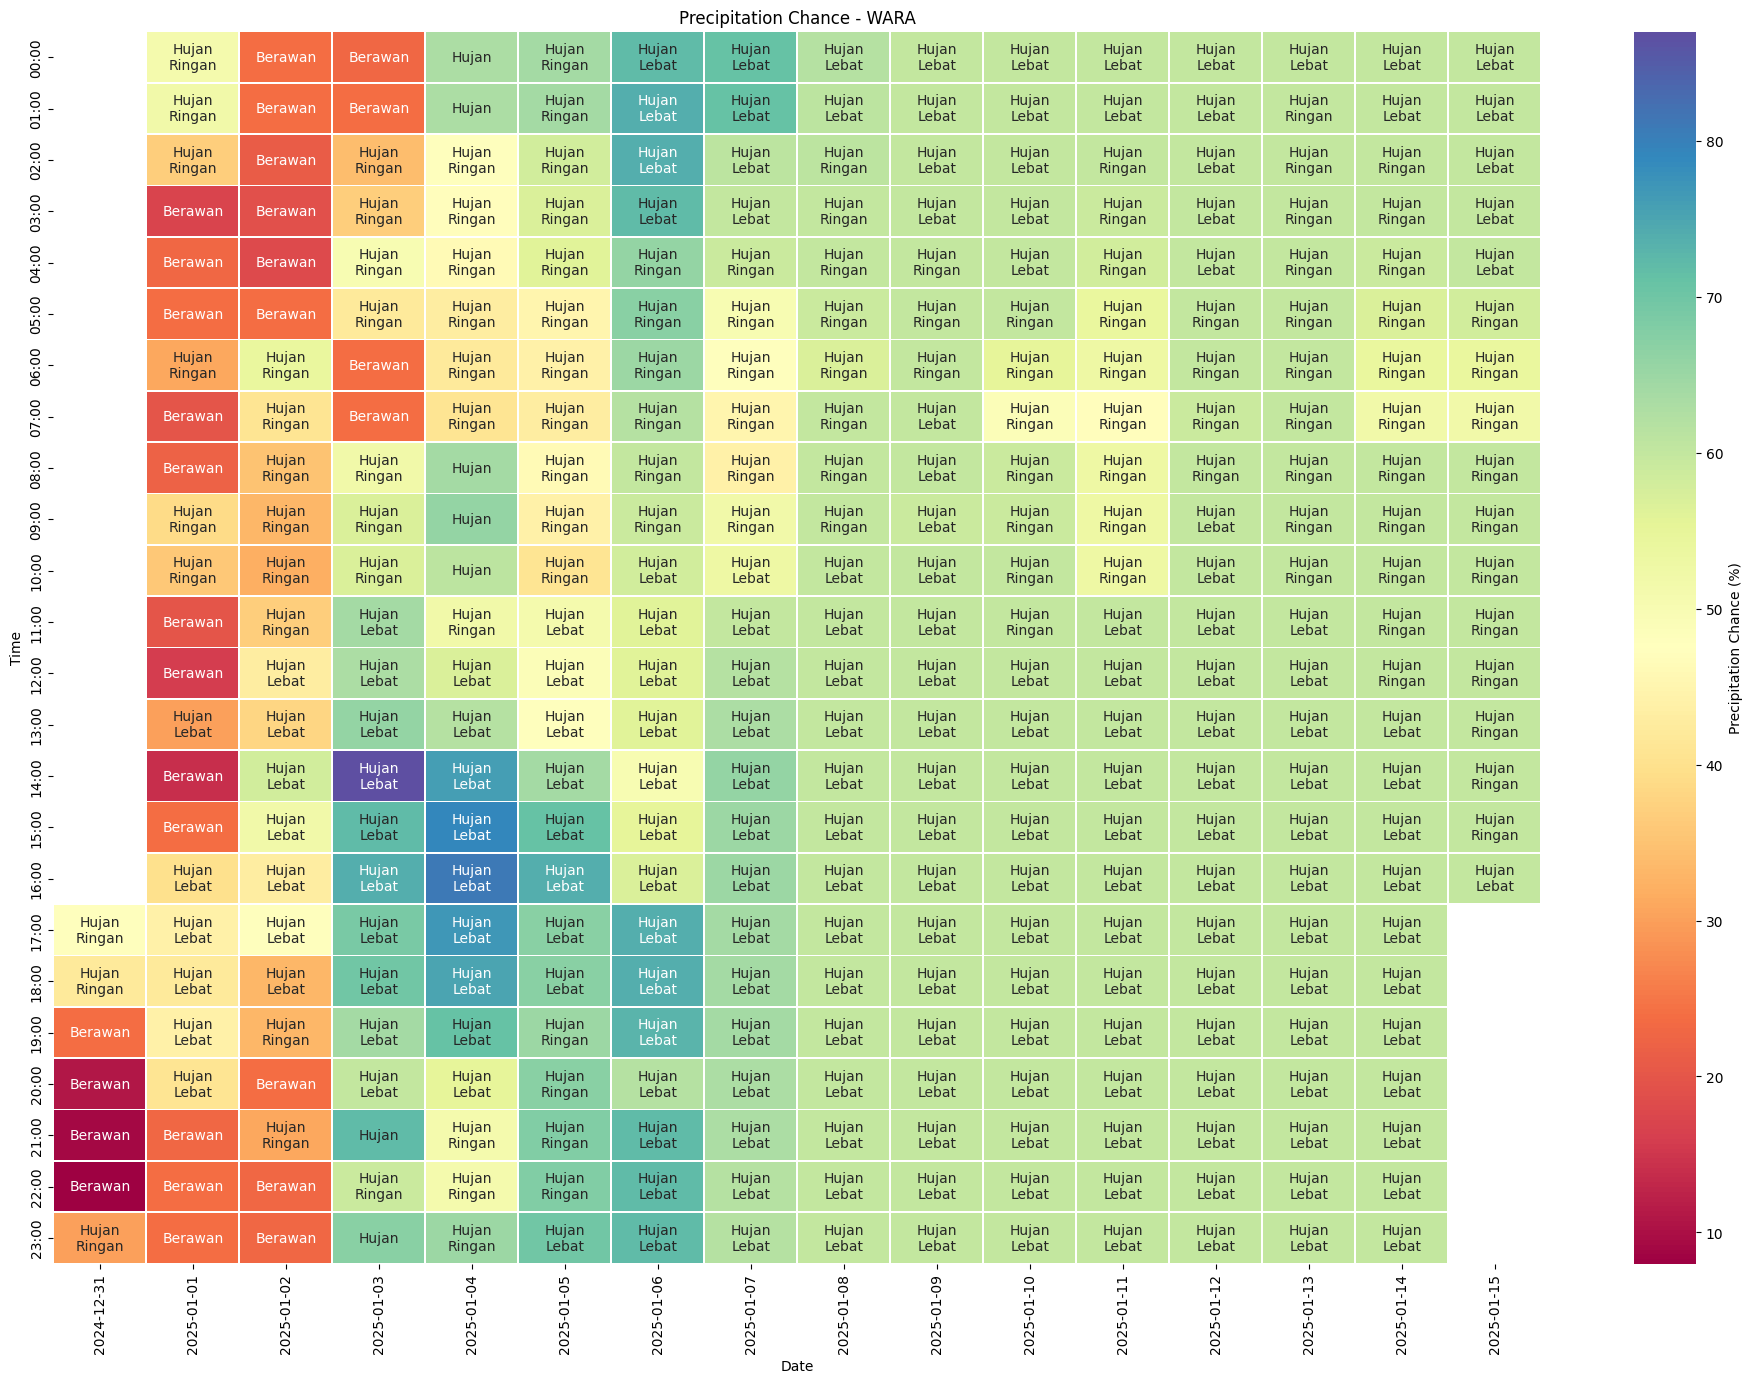 Precipitation Chance - WARA
00:00 Hujan Ringan Berawan Berawan Hujan Hujan Ringan Hujan Lebat Hujan Lebat Hujan Lebat Hujan Lebat Hujan Lebat Hujan Lebat Hujan Lebat Hujan Lebat Hujan Lebat Hujan Lebat
01:00 Hujan Ringan Berawan Berawan Hujan Hujan Ringan Hujan Lebat Hujan Lebat Hujan Lebat Hujan Lebat Hujan Lebat Hujan Lebat Hujan Lebat Hujan Ringan Hujan Lebat Hujan Lebat
02:00 Hujan Ringan Berawan Hujan Ringan Hujan Ringan Hujan Ringan Hujan Lebat Hujan Lebat Hujan Ringan Hujan Lebat Hujan Lebat Hujan Ringan Hujan Lebat Hujan Ringan Hujan Ringan Hujan Lebat
03:00 Berawan Berawan Hujan Ringan Hujan Ringan Hujan Ringan Hujan Lebat Hujan Lebat Hujan Ringan Hujan Lebat Hujan Lebat Hujan Ringan Hujan Lebat Hujan Ringan Hujan Ringan Hujan Lebat
04:00 Berawan Berawan Hujan Ringan Hujan Ringan Hujan Ringan Hujan Ringan Hujan Ringan Hujan Ringan Hujan Ringan Hujan Lebat Hujan Ringan Hujan Lebat Hujan Ringan Hujan Ringan Hujan Lebat
05:00 Berawan Berawan Hujan Ringan Hujan Ringan Hujan Ringan Hujan Ringan Hujan Ringan Hujan Ringan Hujan Ringan Hujan Ringan Hujan Ringan Hujan Ringan Hujan Ringan Hujan Ringan Hujan Ringan
06:00 Hujan Ringan Hujan Ringan Berawan Hujan Ringan Hujan Ringan Hujan Ringan Hujan Ringan Hujan Ringan Hujan Ringan Hujan Ringan Hujan Ringan Hujan Ringan Hujan Ringan Hujan Ringan Hujan Ringan
07:00 Berawan Hujan Ringan Berawan Hujan Ringan Hujan Ringan Hujan Ringan Hujan Ringan Hujan Ringan Hujan Lebat Hujan Ringan Hujan Ringan Hujan Ringan Hujan Ringan Hujan Ringan Hujan Ringan
08:00 Berawan Hujan Ringan Hujan Ringan Hujan Hujan Ringan Hujan Ringan Hujan Ringan Hujan Ringan Hujan Lebat Hujan Ringan Hujan Ringan Hujan Ringan Hujan Ringan Hujan Ringan Hujan Ringan
09:00 Hujan Ringan Hujan Ringan Hujan Ringan Hujan Hujan Ringan Hujan Ringan Hujan Ringan Hujan Ringan Hujan Lebat Hujan Ringan Hujan Ringan Hujan Lebat Hujan Ringan Hujan Ringan Hujan Ringan
10:00 Hujan Ringan Hujan Ringan Hujan Ringan Hujan Hujan Ringan Hujan Lebat Hujan Lebat Hujan Lebat Hujan Lebat Hujan Ringan Hujan Ringan Hujan Lebat Hujan Ringan Hujan Ringan Hujan Ringan
11:00 Berawan Hujan Ringan Hujan Lebat Hujan Ringan Hujan Lebat Hujan Lebat Hujan Lebat Hujan Lebat Hujan Lebat Hujan Ringan Hujan Lebat Hujan Lebat Hujan Lebat Hujan Ringan Hujan Ringan
12:00 Berawan Hujan Lebat Hujan Lebat Hujan Lebat Hujan Lebat Hujan Lebat Hujan Lebat Hujan Lebat Hujan Lebat Hujan Lebat Hujan Lebat Hujan Lebat Hujan Lebat Hujan Ringan Hujan Ringan
13:00 Hujan Lebat Hujan Lebat Hujan Lebat Hujan Lebat Hujan Lebat Hujan Lebat Hujan Lebat Hujan Lebat Hujan Lebat Hujan Lebat Hujan Lebat Hujan Lebat Hujan Lebat Hujan Lebat Hujan Ringan
14:00 Berawan Hujan Lebat Hujan Lebat Hujan Lebat Hujan Lebat Hujan Lebat Hujan Lebat Hujan Lebat Hujan Lebat Hujan Lebat Hujan Lebat Hujan Lebat Hujan Lebat Hujan Lebat Hujan Ringan
15:00 Berawan Hujan Lebat Hujan Lebat Hujan Lebat Hujan Lebat Hujan Lebat Hujan Lebat Hujan Lebat Hujan Lebat Hujan Lebat Hujan Lebat Hujan Lebat Hujan Lebat Hujan Lebat Hujan Ringan
16:00 Hujan Lebat Hujan Lebat Hujan Lebat Hujan Lebat Hujan Lebat Hujan Lebat Hujan Lebat Hujan Lebat Hujan Lebat Hujan Lebat Hujan Lebat Hujan Lebat Hujan Lebat Hujan Lebat Hujan Lebat
17:00 Hujan Ringan Hujan Lebat Hujan Lebat Hujan Lebat Hujan Lebat Hujan Lebat Hujan Lebat Hujan Lebat Hujan Lebat Hujan Lebat Hujan Lebat Hujan Lebat Hujan Lebat Hujan Lebat Hujan Lebat
18:00 Hujan Ringan Hujan Lebat Hujan Lebat Hujan Lebat Hujan Lebat Hujan Lebat Hujan Lebat Hujan Lebat Hujan Lebat Hujan Lebat Hujan Lebat Hujan Lebat Hujan Lebat Hujan Lebat Hujan Lebat
19:00 Berawan Hujan Lebat Hujan Ringan Hujan Lebat Hujan Lebat Hujan Ringan Hujan Lebat Hujan Lebat Hujan Lebat Hujan Lebat Hujan Lebat Hujan Lebat Hujan Lebat Hujan Lebat Hujan Lebat
20:00 Berawan Hujan Lebat Berawan Hujan Lebat Hujan Lebat Hujan Ringan Hujan Lebat Hujan Lebat Hujan Lebat Hujan Lebat Hujan Lebat Hujan Lebat Hujan Lebat Hujan Lebat Hujan Lebat
21:00 Berawan Berawan Hujan Ringan Hujan Hujan Ringan Hujan Ringan Hujan Lebat Hujan Lebat Hujan Lebat Hujan Lebat Hujan Lebat Hujan Lebat Hujan Lebat Hujan Lebat Hujan Lebat
22:00 Berawan Berawan Berawan Hujan Ringan Hujan Ringan Hujan Ringan Hujan Lebat Hujan Lebat Hujan Lebat Hujan Lebat Hujan Lebat Hujan Lebat Hujan Lebat Hujan Lebat Hujan Lebat
23:00 Hujan Ringan Berawan Berawan Hujan Hujan Ringan Hujan Lebat Hujan Lebat Hujan Lebat Hujan Lebat Hujan Lebat Hujan Lebat Hujan Lebat Hujan Lebat Hujan Lebat Hujan Lebat
Time
2024-12-31 2025-01-01 2025-01-02 2025-01-03 2025-01-04 2025-01-05 2025-01-06 2025-01-07 2025-01-08 2025-01-09 2025-01-10 2025-01-11 2025-01-12 2025-01-13 2025-01-14 2025-01-15
Date
80
70
60
50
40
30
20
10
Precipitation Chance (%)